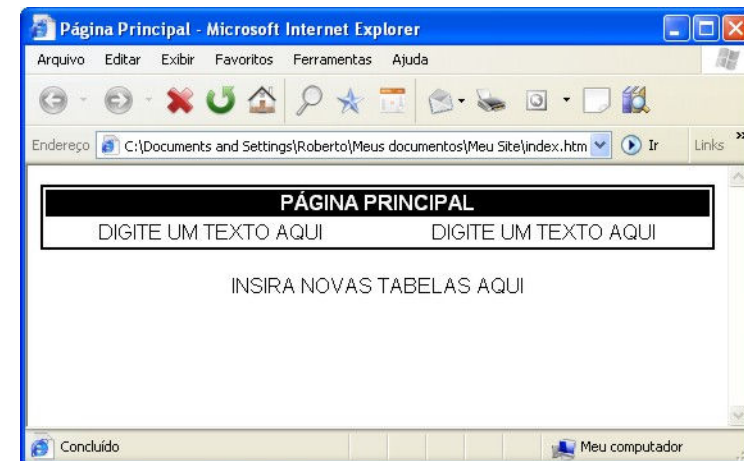 Página Principal - Microsoft Internet Explorer
Arquivo Editar Exibir Favoritos Ferramentas Ajuda
Endereço C:\Documents and Settings\Roberto\Meus documentos\Meu Site\index.htm Ir Links »
PÁGINA PRINCIPAL
DIGITE UM TEXTO AQUI DIGITE UM TEXTO AQUI
INSIRA NOVAS TABELAS AQUI
Concluído Meu computador